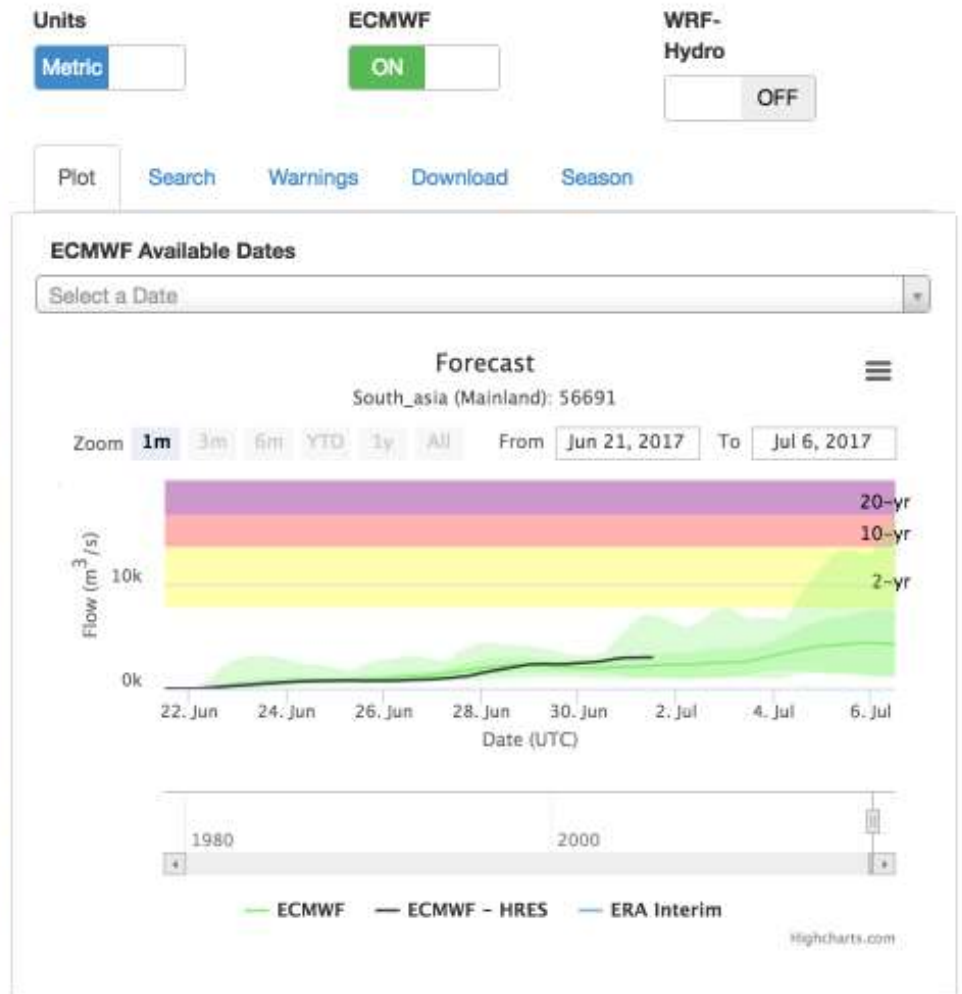 Units ECMWF WRF-
Hydro
Metric ON OFF
Plot Search Warnings Download Season
ECMWF Available Dates
Select a Date
Forecast
South_asia (Mainland): 56691
Zoom 1m 3m 6m YTD 1y All From Jun 21, 2017 To Jul 6, 2017
20-yr
10-yr
2-yr
Flow (m³/s)
10k
0k
22. Jun 24. Jun 26. Jun 28. Jun 30. Jun 2. Jul 4. Jul 6. Jul
Date (UTC)
1980 2000
ECMWF ECMWF - HRES ERA Interim
Highcharts.com